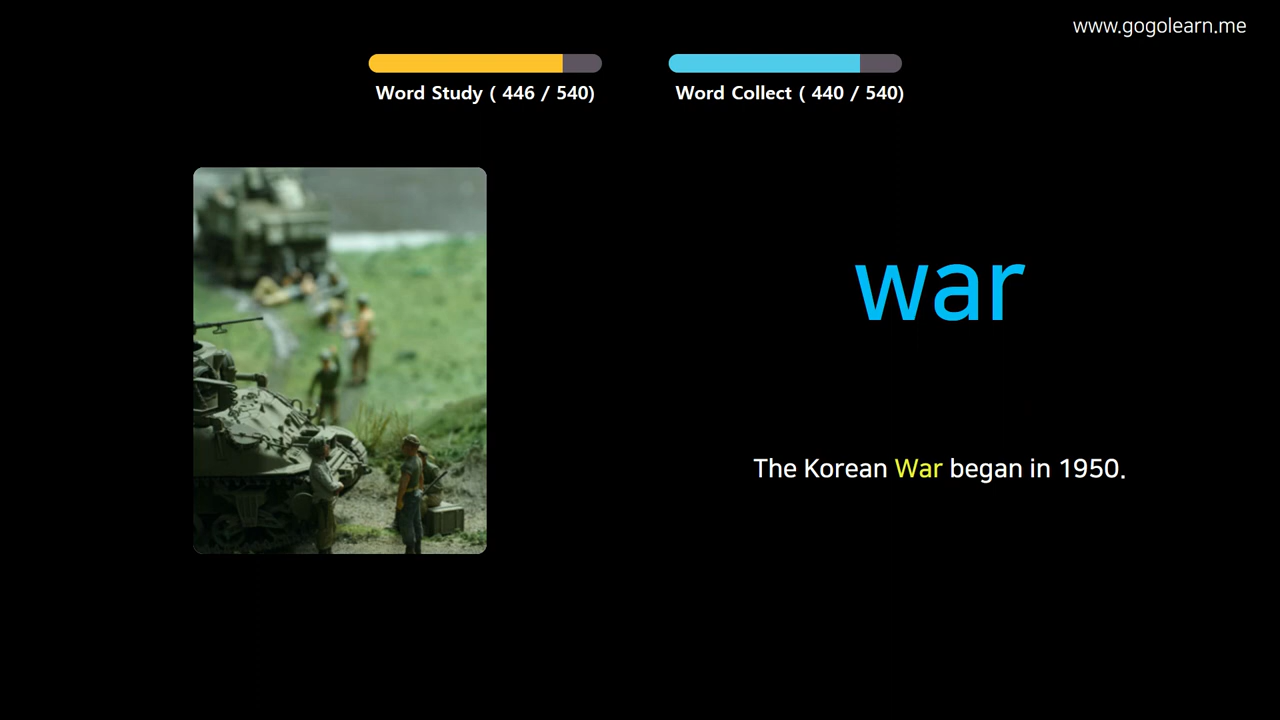 www.gogolearn.me
Word Study ( 446 / 540)
Word Collect ( 440 / 540)
war
The Korean War began in 1950.